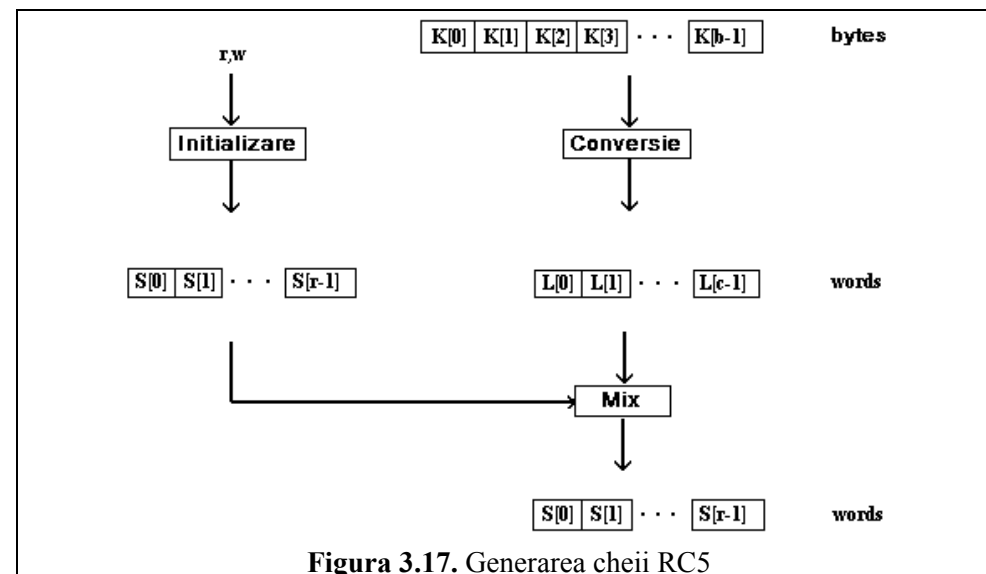 K[0] K[1] K[2] K[3] · · · K[b-1] bytes
r,w
Initializare Conversie
S[0] S[1] · · · S[r-1] L[0] L[1] · · · L[c-1] words
Mix
S[0] S[1] · · · S[r-1] words
Figura 3.17. Generarea cheii RC5